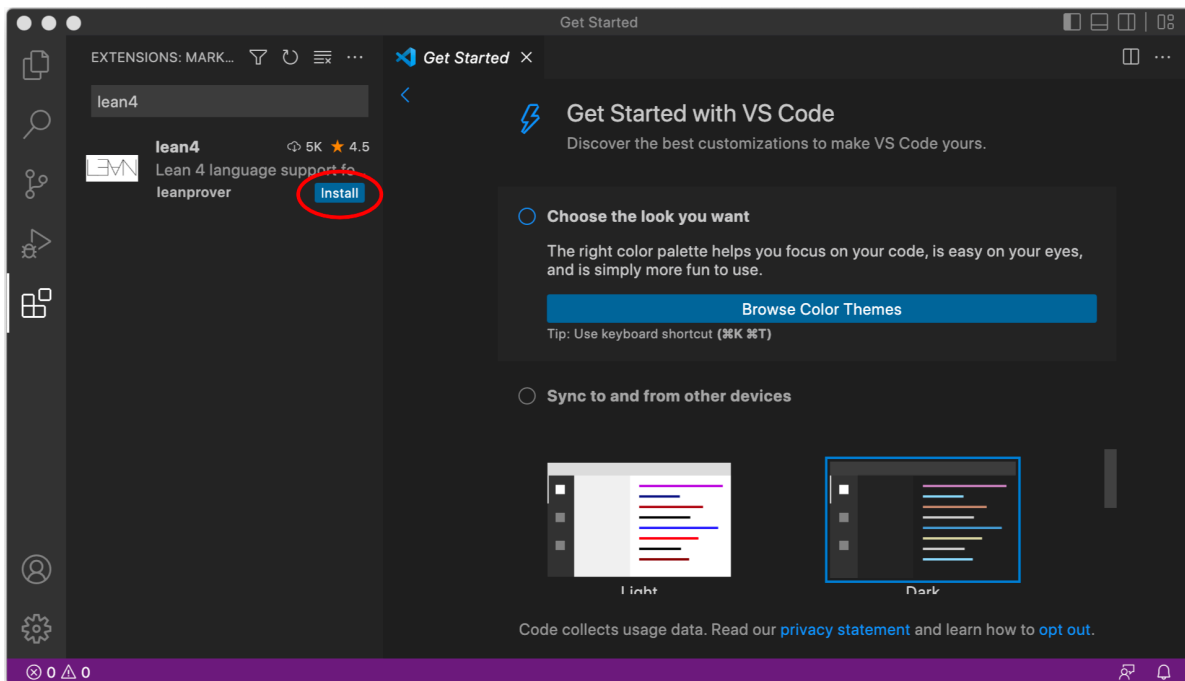 Get Started
EXTENSIONS: MARK...
Get Started
lean4
lean4 5K 4.5
Lean 4 language support fo...
leanprover Install
LEAN
Get Started with VS Code
Discover the best customizations to make VS Code yours.
Choose the look you want
The right color palette helps you focus on your code, is easy on your eyes,
and is simply more fun to use.
Browse Color Themes
Tip: Use keyboard shortcut (⌘K ⌘T)
Sync to and from other devices
Light Dark
Code collects usage data. Read our privacy statement and learn how to opt out.
0 0